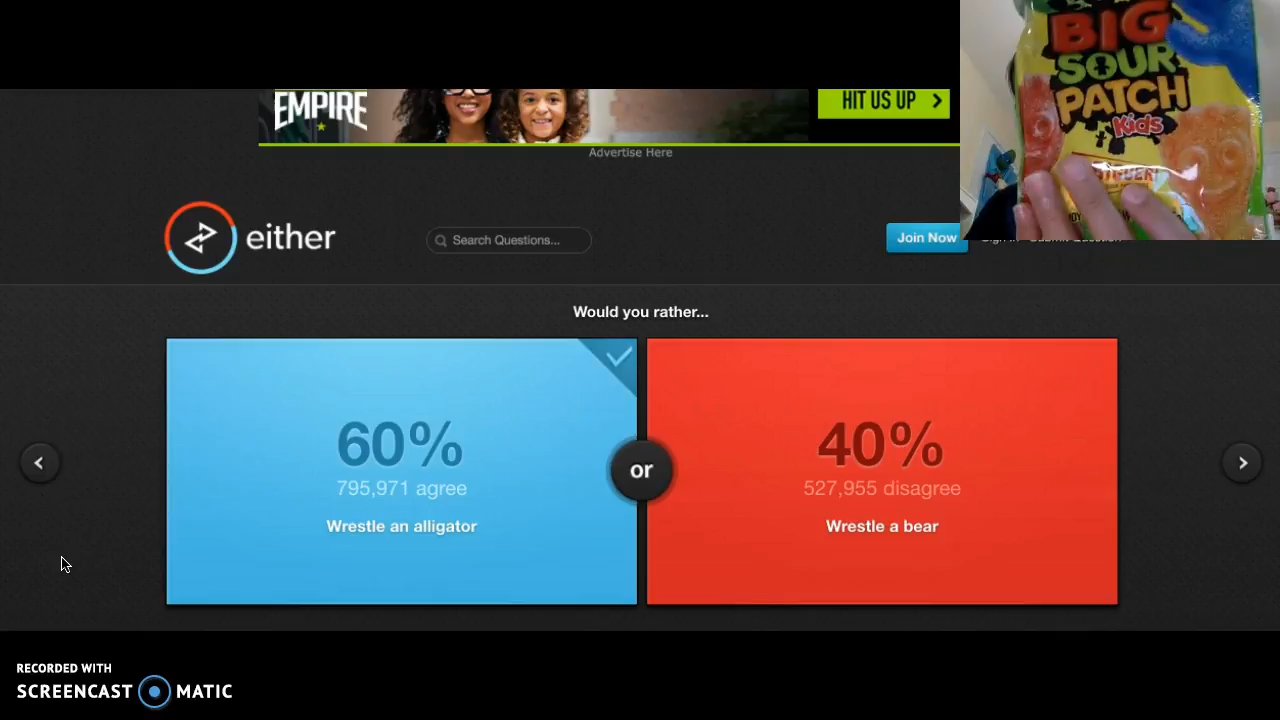 EMPIRE
HIT US UP
Advertise Here
BIG
SOUR
PATCH
Kids
either
Search Questions...
Join Now
Would you rather...
60%
795,971 agree
Wrestle an alligator
or
40%
527,955 disagree
Wrestle a bear
RECORDED WITH
SCREENCAST MATIC